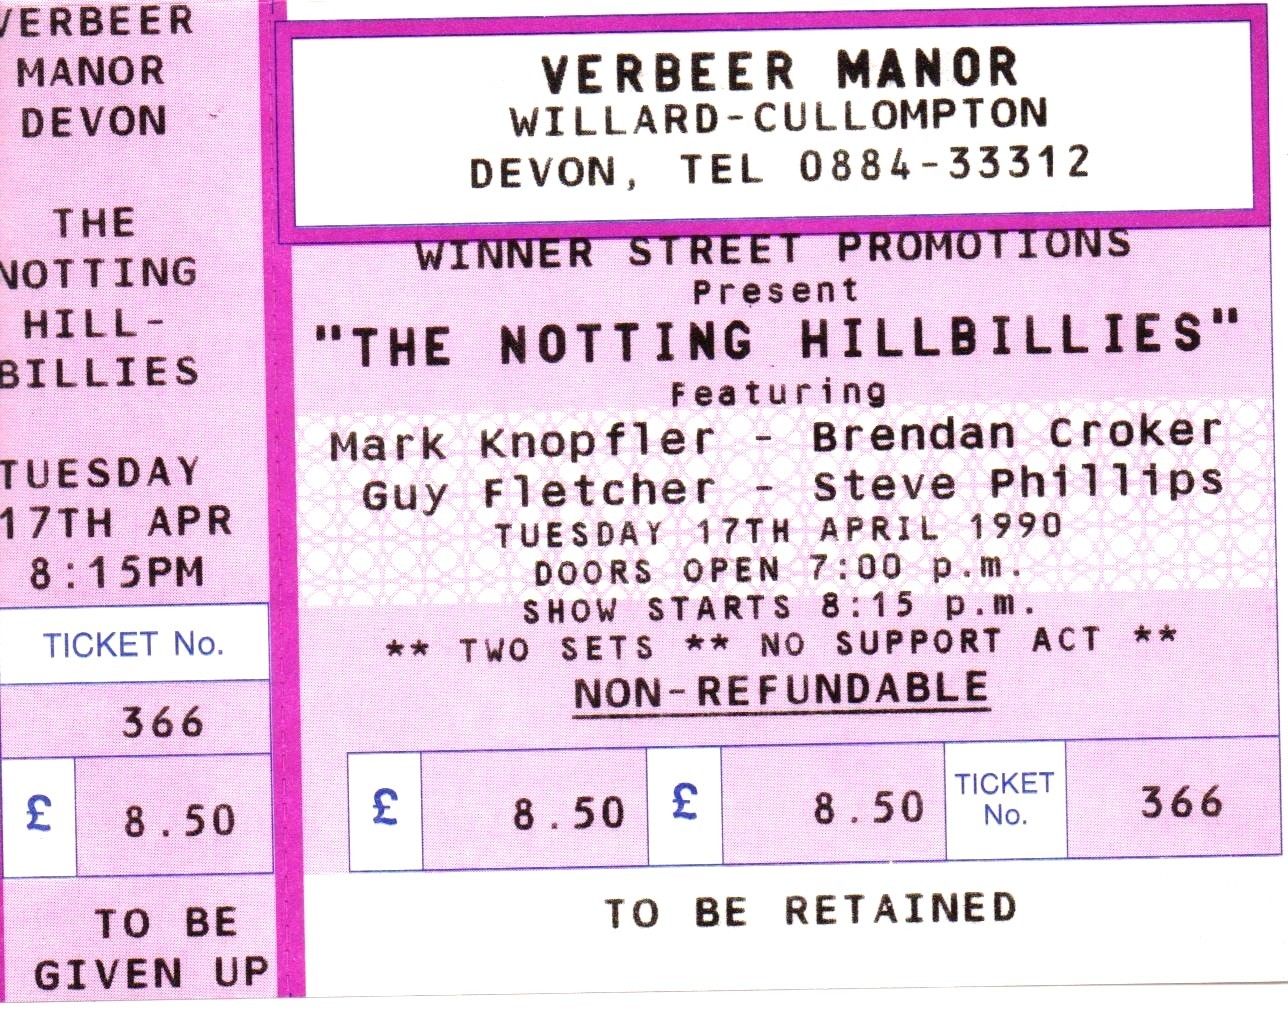 VERBEER
MANOR
DEVON
THE
NOTTING
HILL-
BILLIES
TUESDAY
17TH APR
8:15PM
TICKET No.
366
£ 8.50
TO BE
GIVEN UP
VERBEER MANOR
WILLARD-CULLOMPTON
DEVON, TEL 0884-33312
WINNER STREET PROMOTIONS
Present
"THE NOTTING HILLBILLIES"
Featuring
Mark Knopfler - Brendan Croker
Guy Fletcher - Steve Phillips
TUESDAY 17TH APRIL 1990
DOORS OPEN 7:00 p.m.
SHOW STARTS 8:15 p.m.
** TWO SETS ** NO SUPPORT ACT **
NON-REFUNDABLE
£ 8.50 £ 8.50 TICKET No. 366
TO BE RETAINED